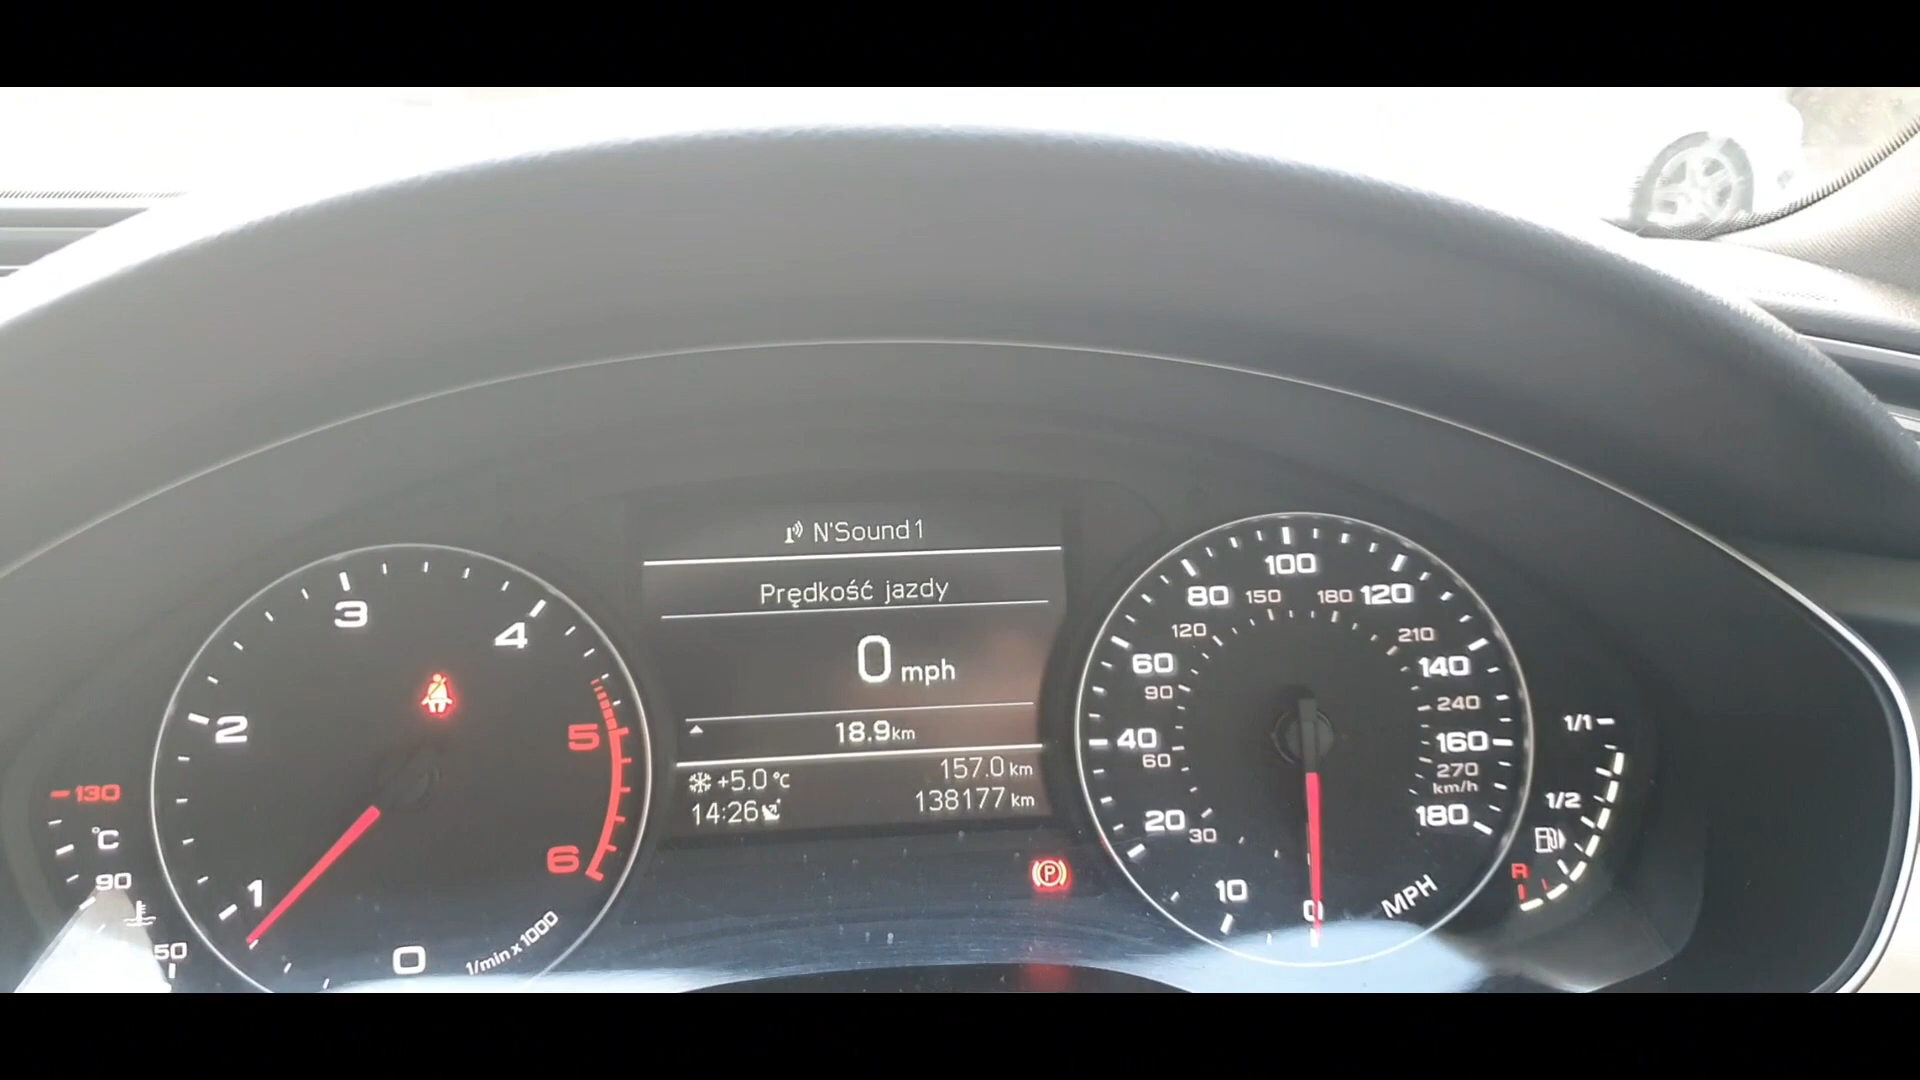 N'Sound1
Prędkość jazdy
0 mph
18.9km
+5.0 °C
157.0 km
14:26
138177 km
130
°C
90
50
0
1
2
3
4
5
6
1/min x 1000
0
10
20
40
60
80
100
120
140
160
180
MPH
30
60
90
120
150
180
210
240
270
km/h
P
1/1
1/2
R